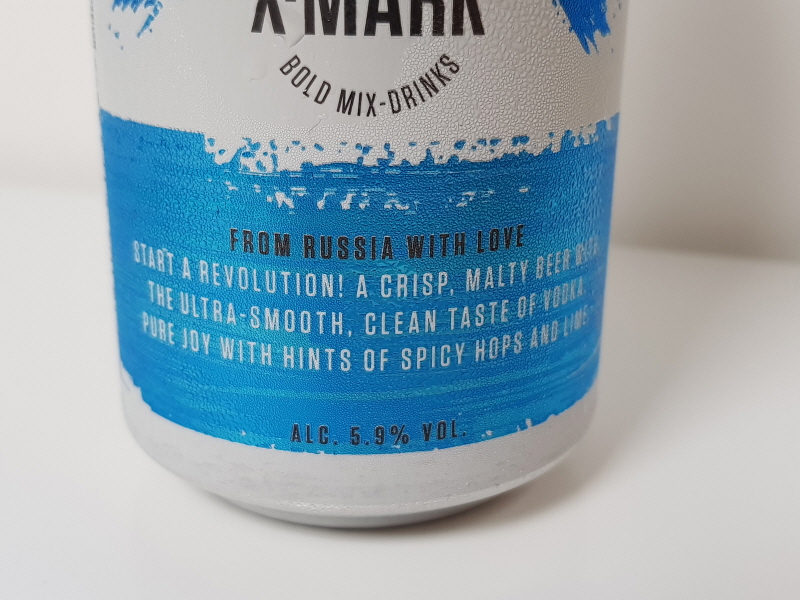 X-MARK
BOLD MIX-DRINKS
FROM RUSSIA WITH LOVE
START A REVOLUTION! A CRISP, MALTY BEER WITH
THE ULTRA-SMOOTH, CLEAN TASTE OF VODKA.
PURE JOY WITH HINTS OF SPICY HOPS AND LIME.
ALC. 5.9% VOL.